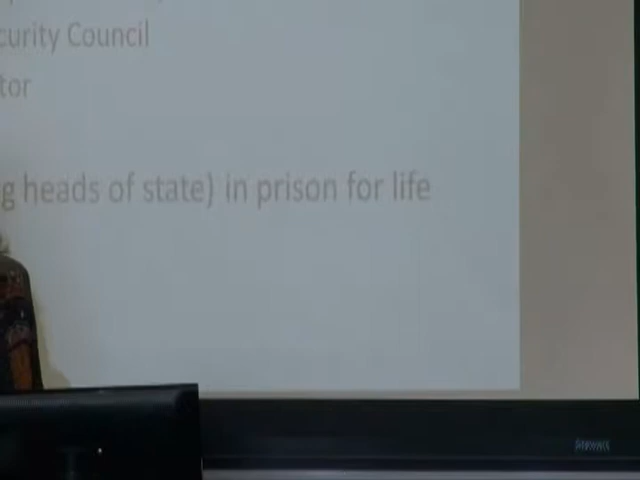 curity Council
tor
g heads of state) in prison for life